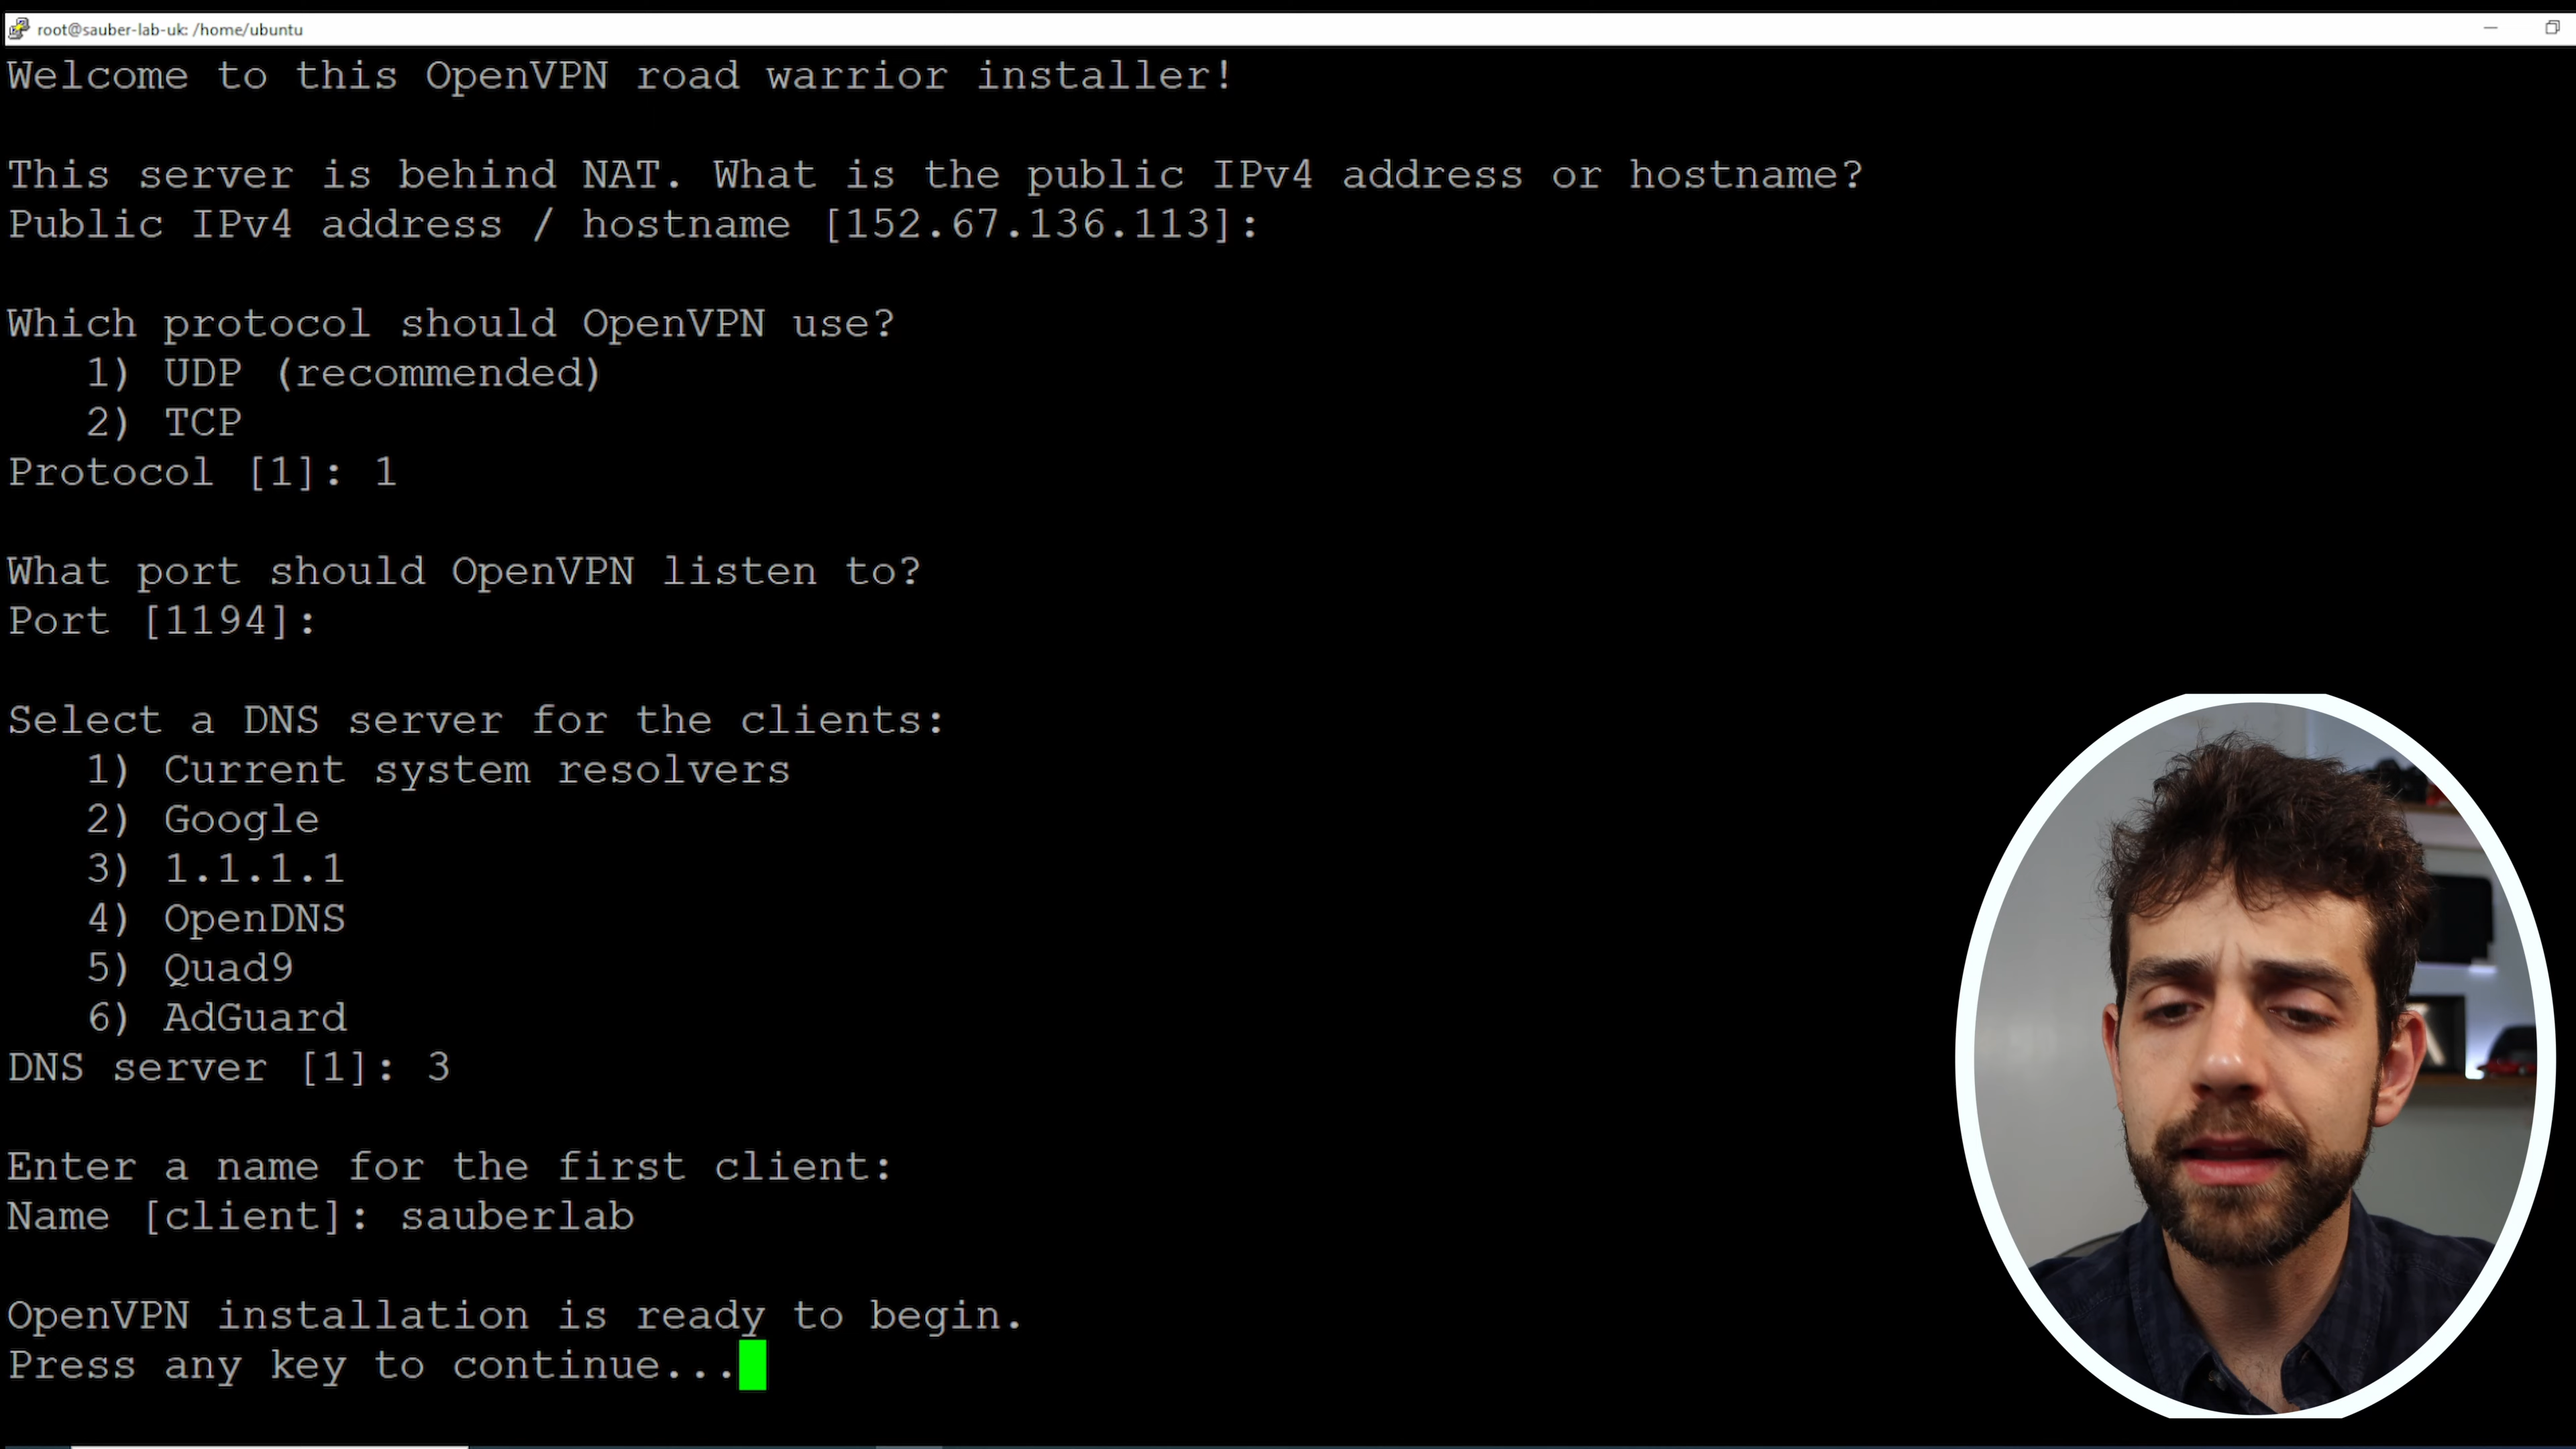 root@sauber-lab-uk: /home/ubuntu
Welcome to this OpenVPN road warrior installer!
This server is behind NAT. What is the public IPv4 address or hostname?
Public IPv4 address / hostname [152.67.136.113]:
Which protocol should OpenVPN use?
1) UDP (recommended)
2) TCP
Protocol [1]: 1
What port should OpenVPN listen to?
Port [1194]:
Select a DNS server for the clients:
1) Current system resolvers
2) Google
3) 1.1.1.1
4) OpenDNS
5) Quad9
6) AdGuard
DNS server [1]: 3
Enter a name for the first client:
Name [client]: sauberlab
OpenVPN installation is ready to begin.
Press any key to continue...